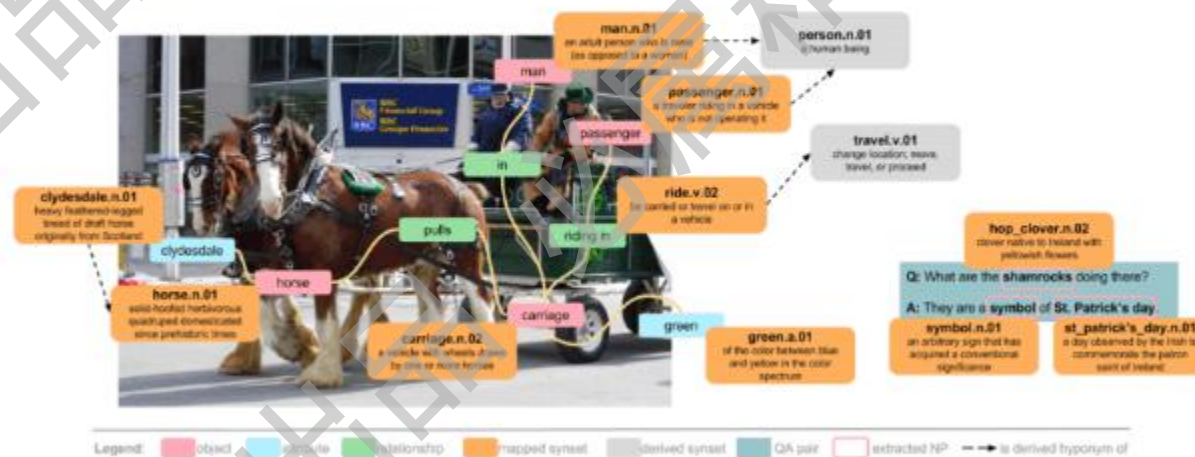 man.n.01
an adult person who is male
(as opposed to a woman)
person.n.01
a human being
man
passenger.n.01
a traveler riding in a vehicle
who is not operating it
passenger
travel.v.01
change location; move,
travel, or proceed
in
ride.v.02
be carried or travel on or in
a vehicle
clydesdale.n.01
heavy feathered-legged
breed of draft horse
originally from Scotland
pulls
riding in
hop_clover.n.02
clover native to Ireland with
yellowish flowers
clydesdale
Q: What are the shamrocks doing there?
horse
A: They are a symbol of St. Patrick's day.
horse.n.01
solid-hoofed herbivorous
quadruped domesticated
since prehistoric times
carriage
green
carriage.n.02
a vehicle with wheels drawn
by one or more horses
green.a.01
of the color between blue
and yellow in the color
spectrum
symbol.n.01
an arbitrary sign that has
acquired a conventional
significance
st_patrick's_day.n.01
a day observed by the Irish to
commemorate the patron
saint of Ireland
Legend: object attribute relationship mapped synset derived synset QA pair extracted NP is derived hyponym of